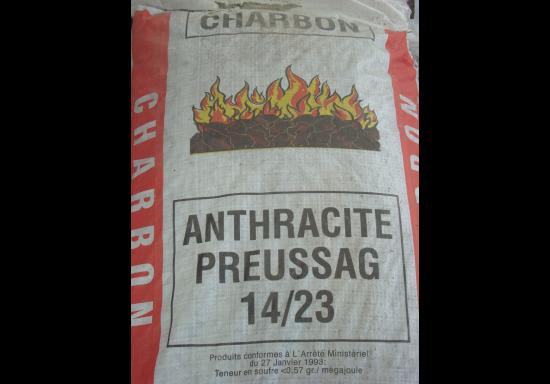 CHARBON
CHARBON
RBON
ANTHRACITE
PREUSSAG
14/23
Produits conformes à L'Arrêté Ministériel
du 27 Janvier 1993:
Teneur en soufre <0,57 gr./ mégajoule